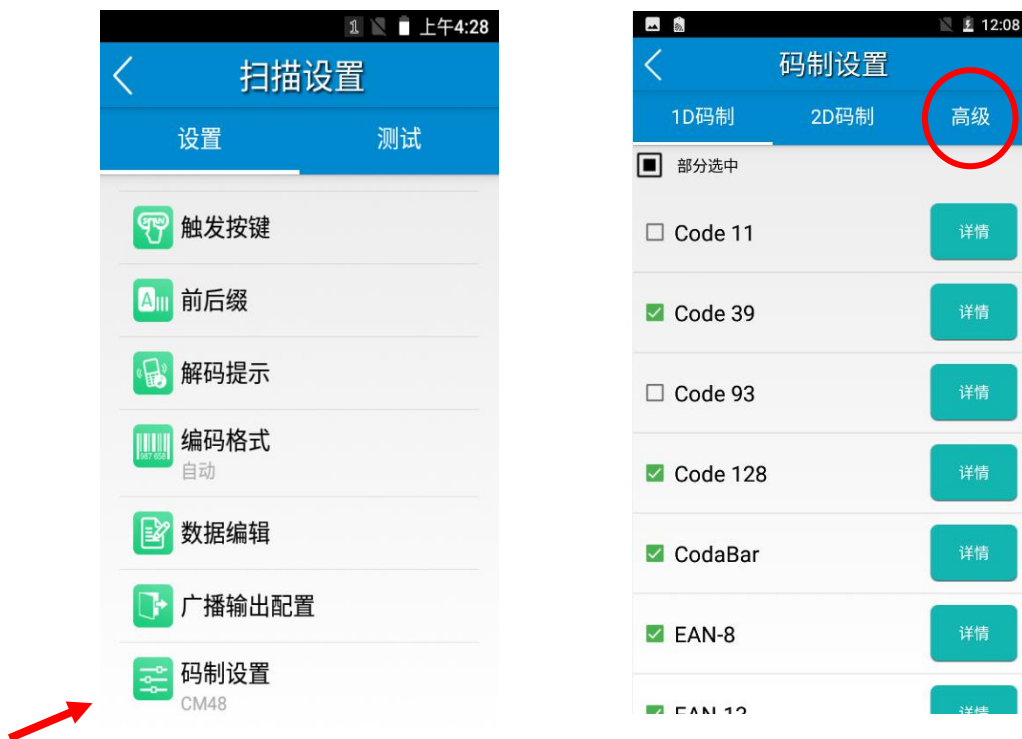 1 上午4:28
扫描设置
设置 测试
触发按键
前后缀
解码提示
编码格式
自动
数据编辑
广播输出配置
码制设置
CM48
12:08
码制设置
1D码制 2D码制 高级
部分选中
Code 11 详情
Code 39 详情
Code 93 详情
Code 128 详情
CodaBar 详情
EAN-8 详情
EAN-13 详情